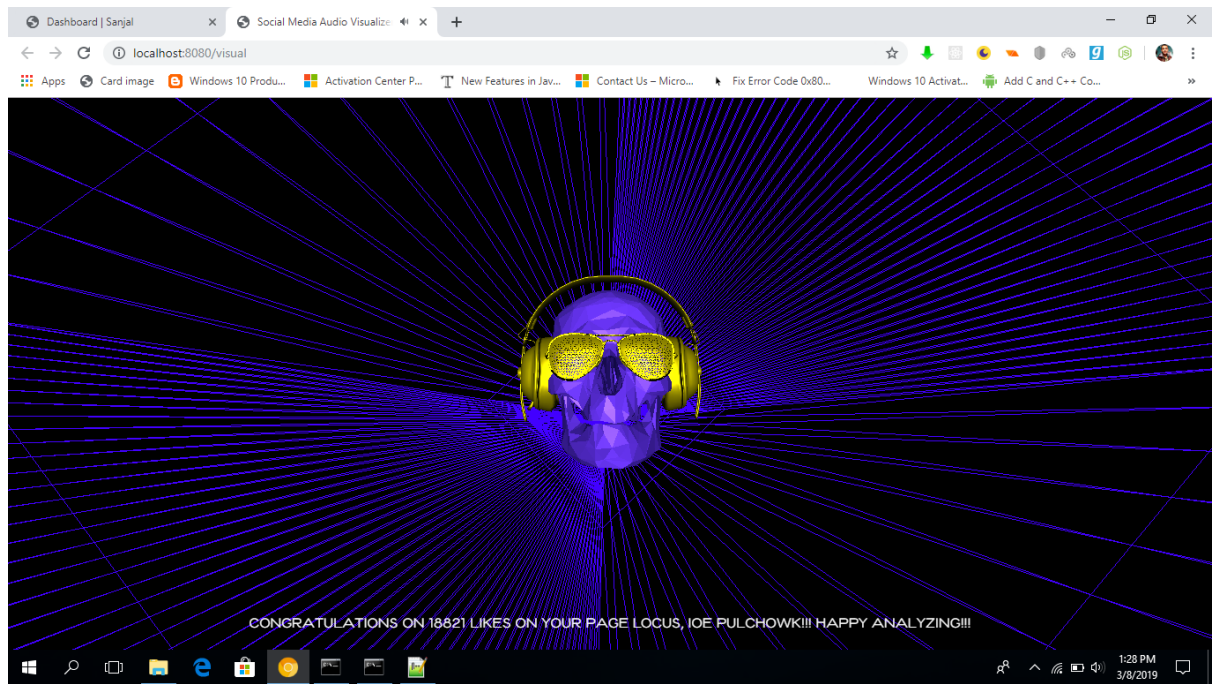 Dashboard | Sanjal
Social Media Audio Visualize
localhost:8080/visual
Apps Card image Windows 10 Produ... Activation Center P... New Features in Jav... Contact Us – Micro... Fix Error Code 0x80... Windows 10 Activat... Add C and C++ Co... »
CONGRATULATIONS ON 18821 LIKES ON YOUR PAGE LOCUS, IOE PULCHOWK!!! HAPPY ANALYZING!!!
1:28 PM
3/8/2019